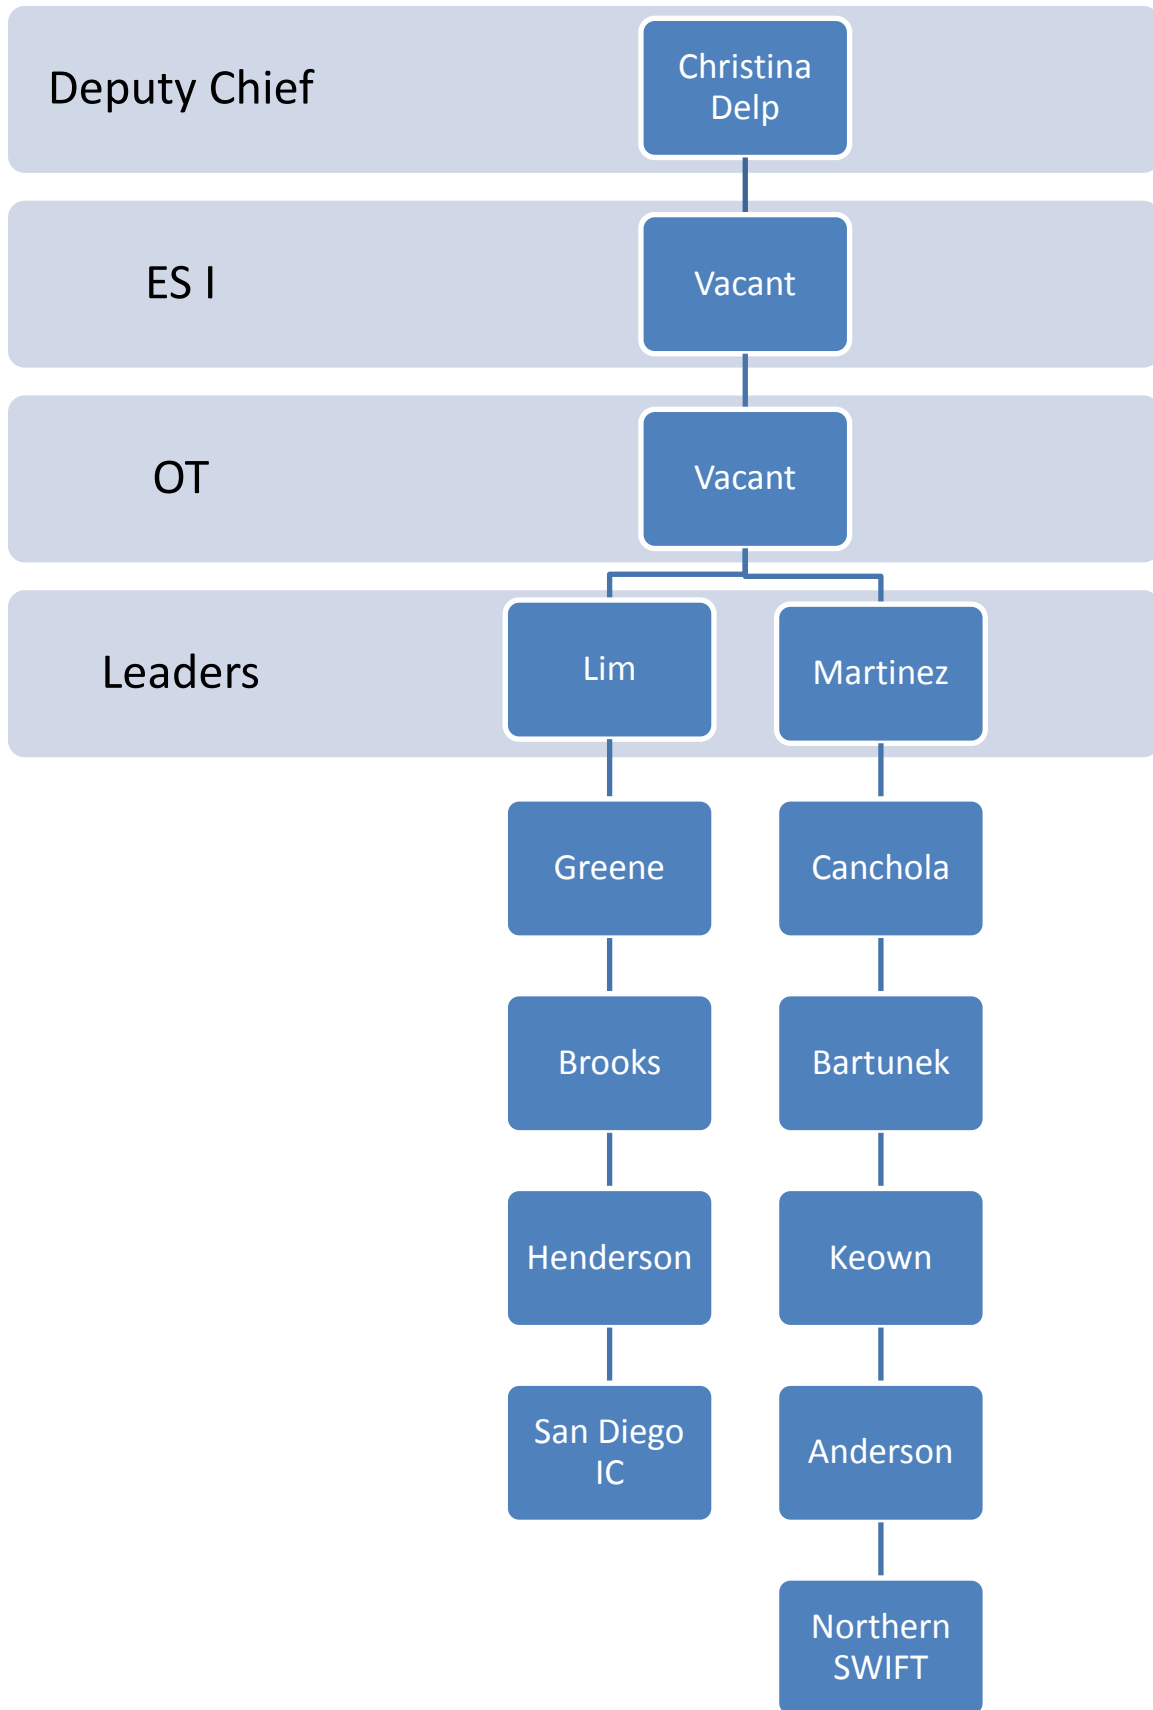 Deputy Chief
Christina
Delp
ES I
Vacant
OT
Vacant
Leaders
Lim
Martinez
Greene
Canchola
Brooks
Bartunek
Henderson
Keown
San Diego
IC
Anderson
Northern
SWIFT